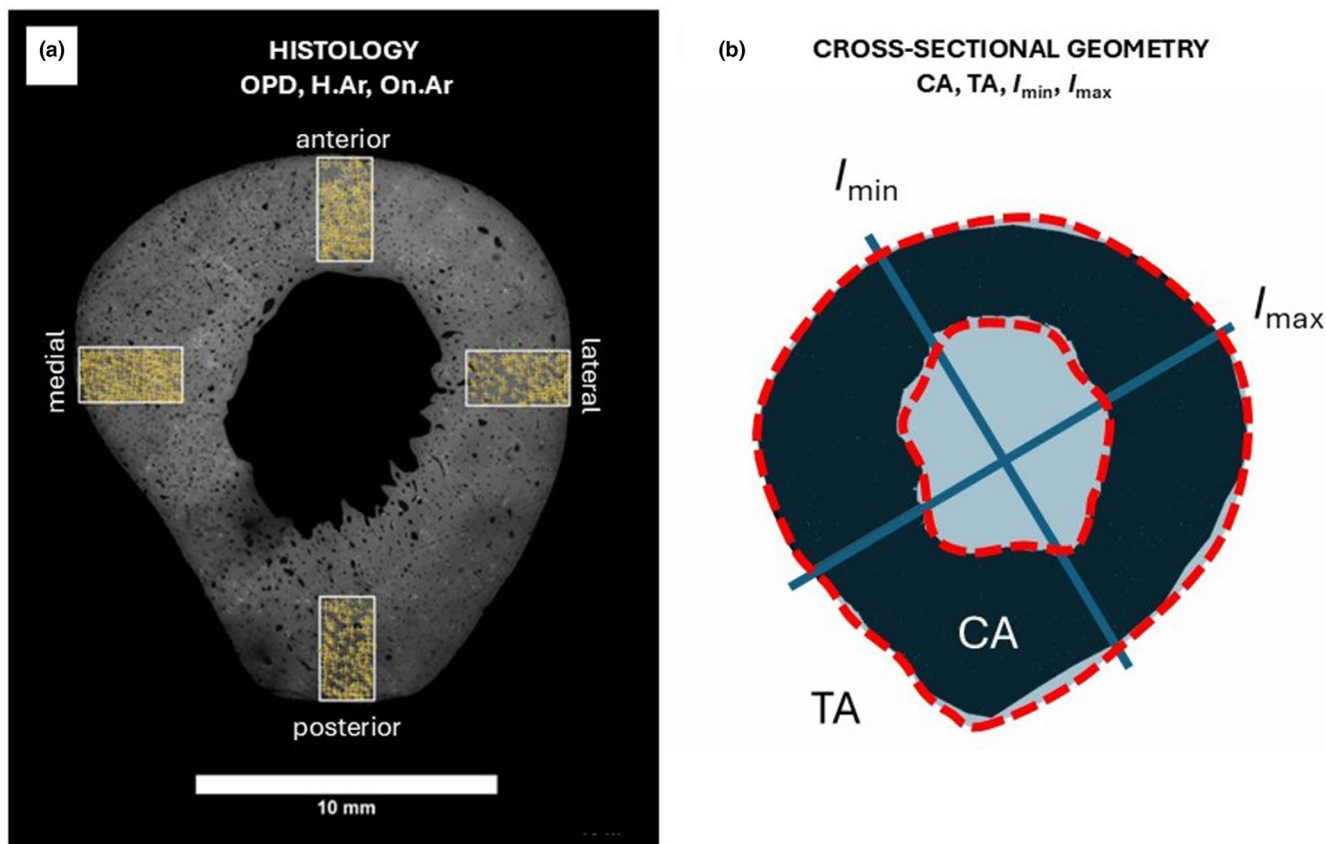 (a)
HISTOLOGY
OPD, H.Ar, On.Ar
anterior
medial
lateral
posterior
10 mm
(b)
CROSS-SECTIONAL GEOMETRY
CA, TA, Imin, Imax
Imin
Imax
CA
TA